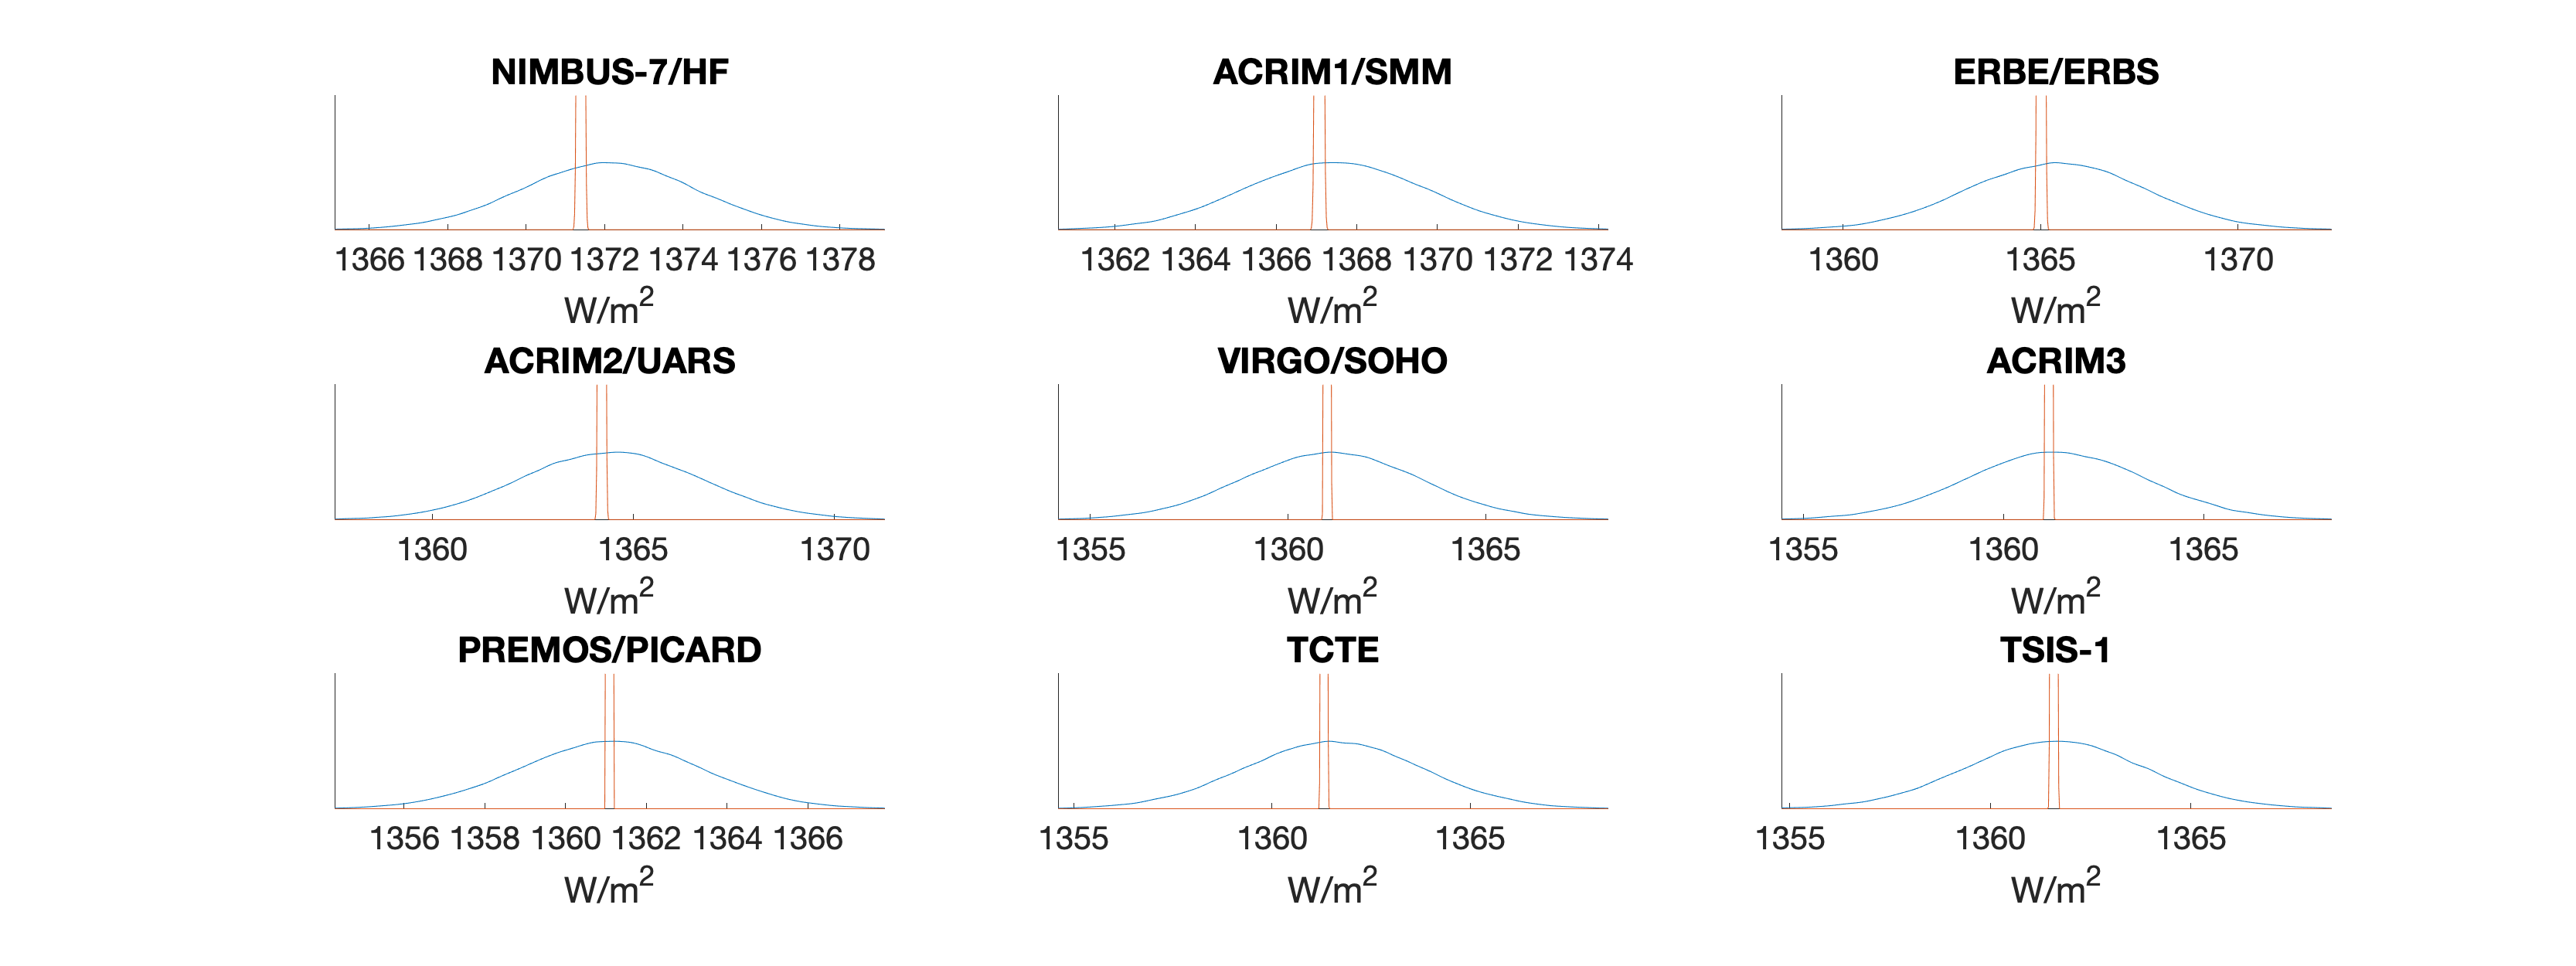 NIMBUS-7/HF
1366 1368 1370 1372 1374 1376 1378
W/m²
ACRIM1/SMM
1362 1364 1366 1368 1370 1372 1374
W/m²
ERBE/ERBS
1360 1365 1370
W/m²
ACRIM2/UARS
1360 1365 1370
W/m²
VIRGO/SOHO
1355 1360 1365
W/m²
ACRIM3
1355 1360 1365
W/m²
PREMOS/PICARD
1356 1358 1360 1362 1364 1366
W/m²
TCTE
1355 1360 1365
W/m²
TSIS-1
1355 1360 1365
W/m²